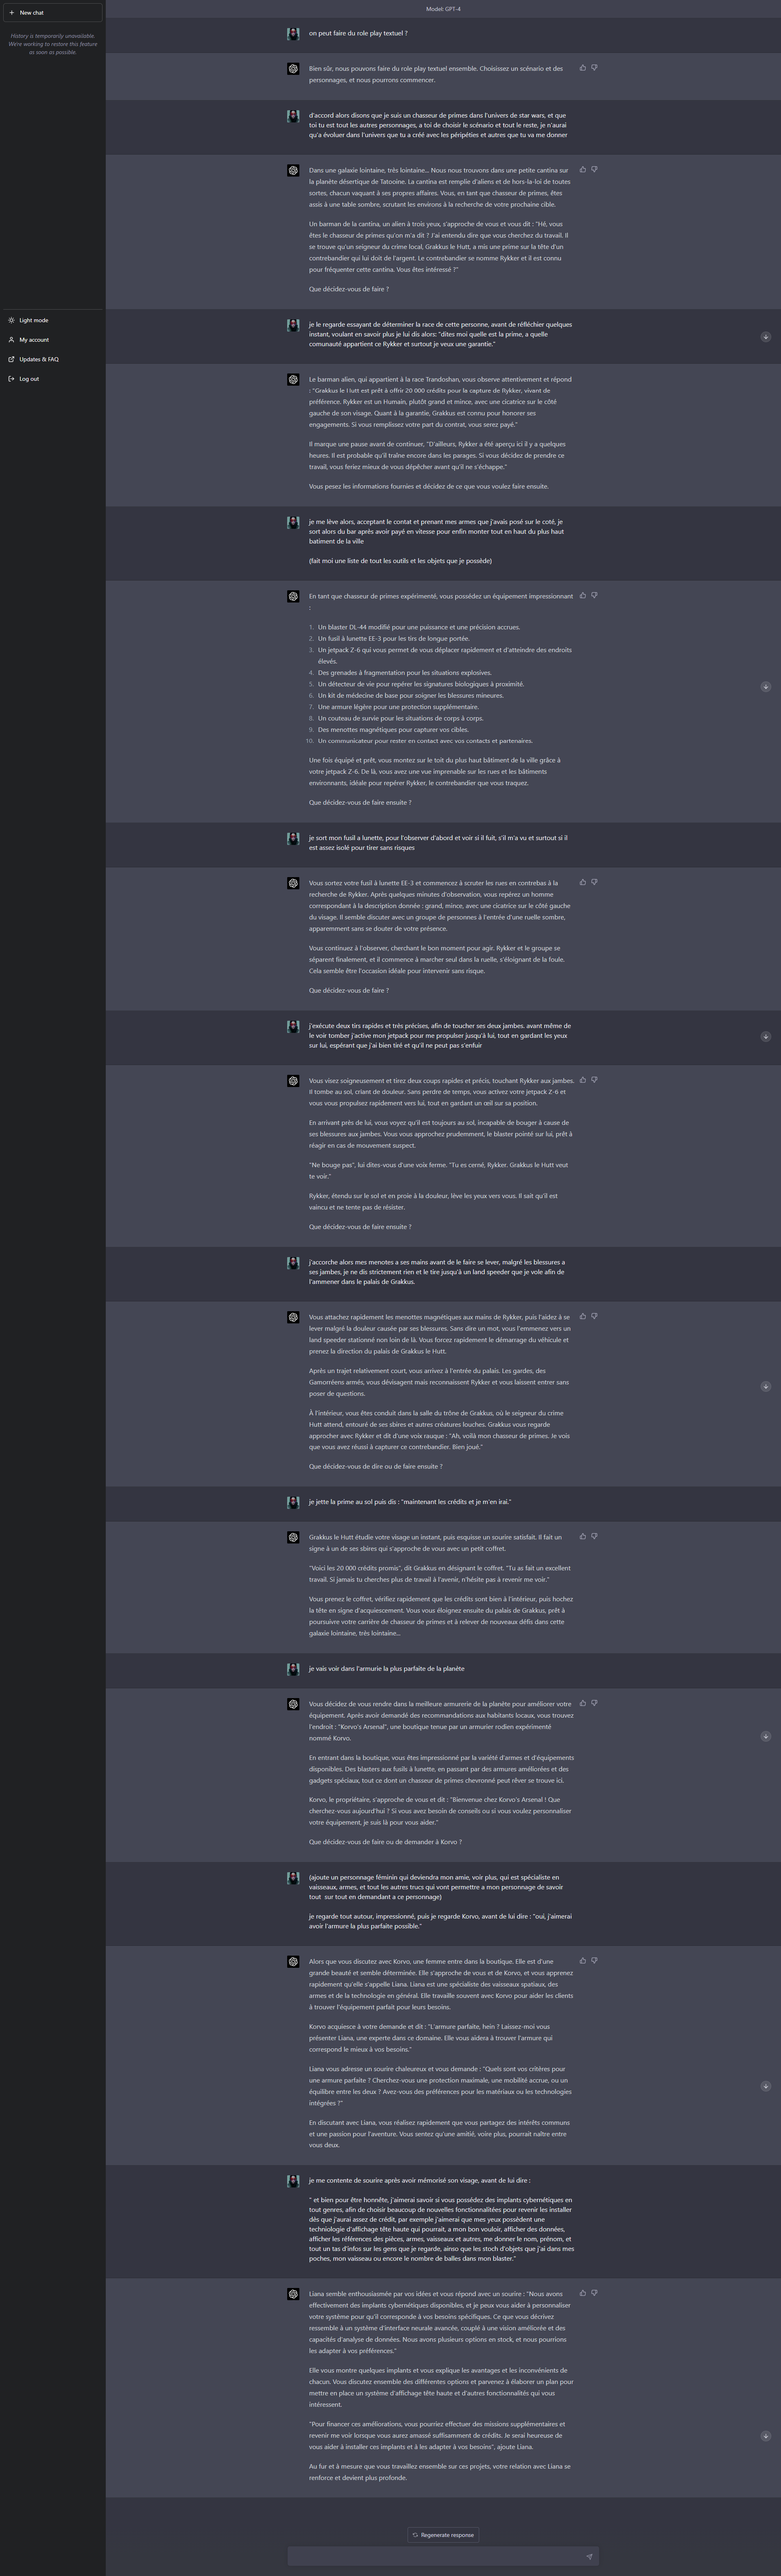 New chat
History is temporarily unavailable.
We're working to restore this feature
as soon as possible.
Light mode
My account
Updates & FAQ
Log out
Model: GPT-4
on peut faire du role play textuel ?
Bien sûr, nous pouvons faire du role play textuel ensemble. Choisissez un scénario et des
personnages, et nous pourrons commencer.
d'accord alors disons que je suis un chasseur de primes dans l'univers de star wars, et que
toi tu est tout les autres personnages, a toi de choisir le scénario et tout le reste, je n'aurai
qu'a évoluer dans l'univers que tu a créé avec les péripéties et autres que tu va me donner
Dans une galaxie lointaine, très lointaine... Nous nous trouvons dans une petite cantina sur
la planète désertique de Tatooine. La cantina est remplie d'aliens et de hors-la-loi de toutes
sortes, chacun vaquant à ses propres affaires. Vous, en tant que chasseur de primes, êtes
assis à une table sombre, scrutant les environs à la recherche de votre prochaine cible.
Un barman de la cantina, un alien à trois yeux, s'approche de vous et vous dit : "Hé, vous
êtes le chasseur de primes qu'on m'a dit ? J'ai entendu dire que vous cherchez du travail. Il
se trouve qu'un seigneur du crime local, Grakkus le Hutt, a mis une prime sur la tête d'un
contrebandier qui lui doit de l'argent. Le contrebandier se nomme Rykker et il est connu
pour fréquenter cette cantina. Vous êtes intéressé ?"
Que décidez-vous de faire ?
je le regarde essayant de déterminer la race de cette personne, avant de réfléchier quelques
instant, voulant en savoir plus je lui dis alors: "dites moi quelle est la prime, a quelle
comunauté appartient ce Rykker et surtout je veux une garantie."
Le barman alien, qui appartient à la race Trandoshan, vous observe attentivement et répond
: "Grakkus le Hutt est prêt à offrir 20 000 crédits pour la capture de Rykker, vivant de
préférence. Rykker est un Humain, plutôt grand et mince, avec une cicatrice sur le côté
gauche de son visage. Quant à la garantie, Grakkus est connu pour honorer ses
engagements. Si vous remplissez votre part du contrat, vous serez payé."
Il marque une pause avant de continuer, "D'ailleurs, Rykker a été aperçu ici il y a quelques
heures. Il est probable qu'il traîne encore dans les parages. Si vous décidez de prendre ce
travail, vous feriez mieux de vous dépêcher avant qu'il ne s'échappe."
Vous pesez les informations fournies et décidez de ce que vous voulez faire ensuite.
je me lève alors, acceptant le contat et prenant mes armes que j'avais posé sur le coté, je
sort alors du bar après avoir payé en vitesse pour enfin monter tout en haut du plus haut
batiment de la ville
(fait moi une liste de tout les outils et les objets que je posséde)
En tant que chasseur de primes expérimenté, vous possédez un équipement impressionnant
:
1. Un blaster DL-44 modifié pour une puissance et une précision accrues.
2. Un fusil à lunette EE-3 pour les tirs de longue portée.
3. Un jetpack Z-6 qui vous permet de vous déplacer rapidement et d'atteindre des endroits
élevés.
4. Des grenades à fragmentation pour les situations explosives.
5. Un détecteur de vie pour repérer les signatures biologiques à proximité.
6. Un kit de médecine de base pour soigner les blessures mineures.
7. Une armure légère pour une protection supplémentaire.
8. Un couteau de survie pour les situations de corps à corps.
9. Des menottes magnétiques pour capturer vos cibles.
10. Un communicateur pour rester en contact avec vos contacts et partenaires.
Une fois équipé et prêt, vous montez sur le toit du plus haut bâtiment de la ville grâce à
votre jetpack Z-6. De là, vous avez une vue imprenable sur les rues et les bâtiments
environnants, idéale pour repérer Rykker, le contrebandier que vous traquez.
Que décidez-vous de faire ensuite ?
je sort mon fusil a lunette, pour l'observer d'abord et voir si il fuit, s'il m'a vu et surtout si il
est assez isolé pour tirer sans risques
Vous sortez votre fusil à lunette EE-3 et commencez à scruter les rues en contrebas à la
recherche de Rykker. Après quelques minutes d'observation, vous repérez un homme
correspondant à la description donnée : grand, mince, avec une cicatrice sur le côté gauche
du visage. Il semble discuter avec un groupe de personnes à l'entrée d'une ruelle sombre,
apparemment sans se douter de votre présence.
Vous continuez à l'observer, cherchant le bon moment pour agir. Rykker et le groupe se
séparent finalement, et il commence à marcher seul dans la ruelle, s'éloignant de la foule.
Cela semble être l'occasion idéale pour intervenir sans risque.
Que décidez-vous de faire ?
j'exécute deux tirs rapides et très précises, afin de toucher ses deux jambes. avant même de
le voir tomber j'active mon jetpack pour me propulser jusqu'à lui, tout en gardant les yeux
sur lui, espérant que j'ai bien tiré et qu'il ne peut pas s'enfuir
Vous visez soigneusement et tirez deux coups rapides et précis, touchant Rykker aux jambes.
Il tombe au sol, criant de douleur. Sans perdre de temps, vous activez votre jetpack Z-6 et
vous vous propulsez rapidement vers lui, tout en gardant un œil sur sa position.
En arrivant près de lui, vous voyez qu'il est toujours au sol, incapable de bouger à cause de
ses blessures aux jambes. Vous vous approchez prudemment, le blaster pointé sur lui, prêt à
réagir en cas de mouvement suspect.
"Ne bouge pas", lui dites-vous d'une voix ferme. "Tu es cerné, Rykker. Grakkus le Hutt veut
te voir."
Rykker, étendu sur le sol et en proie à la douleur, lève les yeux vers vous. Il sait qu'il est
vaincu et ne tente pas de résister.
Que décidez-vous de faire ensuite ?
j'accorche alors mes menotes a ses mains avant de le faire se lever, malgré les blessures a
ses jambes, je ne dis strictement rien et le tire jusqu'à un land speeder que je vole afin de
l'ammener dans le palais de Grakkus.
Vous attachez rapidement les menottes magnétiques aux mains de Rykker, puis l'aidez à se
lever malgré la douleur causée par ses blessures. Sans dire un mot, vous l'emmenez vers un
land speeder stationné non loin de là. Vous forcez rapidement le démarrage du véhicule et
prenez la direction du palais de Grakkus le Hutt.
Après un trajet relativement court, vous arrivez à l'entrée du palais. Les gardes, des
Gamorréens armés, vous dévisagent mais reconnaissent Rykker et vous laissent entrer sans
poser de questions.
À l'intérieur, vous êtes conduit dans la salle du trône de Grakkus, où le seigneur du crime
Hutt attend, entouré de ses sbires et autres créatures louches. Grakkus vous regarde
approcher avec Rykker et dit d'une voix rauque : "Ah, voilà mon chasseur de primes. Je vois
que vous avez réussi à capturer ce contrebandier. Bien joué."
Que décidez-vous de dire ou de faire ensuite ?
je jette la prime au sol puis dis : "maintenant les crédits et je m'en irai."
Grakkus le Hutt étudie votre visage un instant, puis esquisse un sourire satisfait. Il fait un
signe à un de ses sbires qui s'approche de vous avec un petit coffret.
"Voici les 20 000 crédits promis", dit Grakkus en désignant le coffret. "Tu as fait un excellent
travail. Si jamais tu cherches plus de travail à l'avenir, n'hésite pas à revenir me voir."
Vous prenez le coffret, vérifiez rapidement que les crédits sont bien à l'intérieur, puis hochez
la tête en signe d'acquiescement. Vous vous éloignez ensuite du palais de Grakkus, prêt à
poursuivre votre carrière de chasseur de primes et à relever de nouveaux défis dans cette
galaxie lointaine, très lointaine...
je vais voir dans l'armurie la plus parfaite de la planéte
Vous décidez de vous rendre dans la meilleure armurerie de la planète pour améliorer votre
équipement. Après avoir demandé des recommandations aux habitants locaux, vous trouvez
l'endroit : "Korvo's Arsenal", une boutique tenue par un armurier rodien expérimenté
nommé Korvo.
En entrant dans la boutique, vous êtes impressionné par la variété d'armes et d'équipements
disponibles. Des blasters aux fusils à lunette, en passant par des armures améliorées et des
gadgets spéciaux, tout ce dont un chasseur de primes chevronné peut rêver se trouve ici.
Korvo, le propriétaire, s'approche de vous et dit : "Bienvenue chez Korvo's Arsenal ! Que
cherchez-vous aujourd'hui ? Si vous avez besoin de conseils ou si vous voulez personnaliser
votre équipement, je suis là pour vous aider."
Que décidez-vous de faire ou de demander à Korvo ?
(ajoute un personnage féminin qui deviendra mon amie, voir plus, qui est spécialiste en
vaisseaux, armes, et tout les autres trucs qui vont permettre a mon personnage de savoir
tout sur tout en demandant a ce personnage)
je regarde tout autour, impressionné, puis je regarde Korvo, avant de lui dire : "oui, j'aimerai
avoir l'armure la plus parfaite possible."
Alors que vous discutez avec Korvo, une femme entre dans la boutique. Elle est d'une
grande beauté et semble déterminée. Elle s'approche de vous et de Korvo, et vous apprenez
rapidement qu'elle s'appelle Liana. Liana est une spécialiste des vaisseaux spatiaux, des
armes et de la technologie en général. Elle travaille souvent avec Korvo pour aider les clients
à trouver l'équipement parfait pour leurs besoins.
Korvo acquiesce à votre demande et dit : "L'armure parfaite, hein ? Laissez-moi vous
présenter Liana, une experte dans ce domaine. Elle vous aidera à trouver l'armure qui
correspond le mieux à vos besoins."
Liana vous adresse un sourire chaleureux et vous demande : "Quels sont vos critères pour
une armure parfaite ? Cherchez-vous une protection maximale, une mobilité accrue, ou un
équilibre entre les deux ? Avez-vous des préférences pour les matériaux ou les technologies
intégrées ?"
En discutant avec Liana, vous réalisez rapidement que vous partagez des intérêts communs
et une passion pour l'aventure. Vous sentez qu'une amitié, voire plus, pourrait naître entre
vous deux.
je me contente de sourire après avoir mémorisé son visage, avant de lui dire :
" et bien pour être honnête, j'aimerai savoir si vous possédez des implants cybernétiques en
tout genres, afin de choisir beaucoup de nouvelles fonctionnalitées pour revenir les installer
dès que j'aurai assez de crédit, par exemple j'aimerai que mes yeux possèdent une
technologie d'affichage tête haute qui pourrait, a mon bon vouloir, afficher des données,
afficher les références des pièces, armes, vaisseaux et autres, me donner le nom, prénom, et
tout un tas d'infos sur les gens que je regarde, ainso que les stoch d'objets que j'ai dans mes
poches, mon vaisseau ou encore le nombre de balles dans mon blaster."
Liana semble enthousiasmée par vos idées et vous répond avec un sourire : "Nous avons
effectivement des implants cybernétiques disponibles, et je peux vous aider à personnaliser
votre système pour qu'il corresponde à vos besoins spécifiques. Ce que vous décrivez
ressemble à un système d'interface neurale avancée, couplé à une vision améliorée et des
capacités d'analyse de données. Nous avons plusieurs options en stock, et nous pourrions
les adapter à vos préférences."
Elle vous montre quelques implants et vous explique les avantages et les inconvénients de
chacun. Vous discutez ensemble des différentes options et parvenez à élaborer un plan pour
mettre en place un système d'affichage tête haute et d'autres fonctionnalités qui vous
intéressent.
"Pour financer ces améliorations, vous pourriez effectuer des missions supplémentaires et
revenir me voir lorsque vous aurez amassé suffisamment de crédits. Je serai heureuse de
vous aider à installer ces implants et à les adapter à vos besoins", ajoute Liana.
Au fur et à mesure que vous travaillez ensemble sur ces projets, votre relation avec Liana se
renforce et devient plus profonde.
Regenerate response